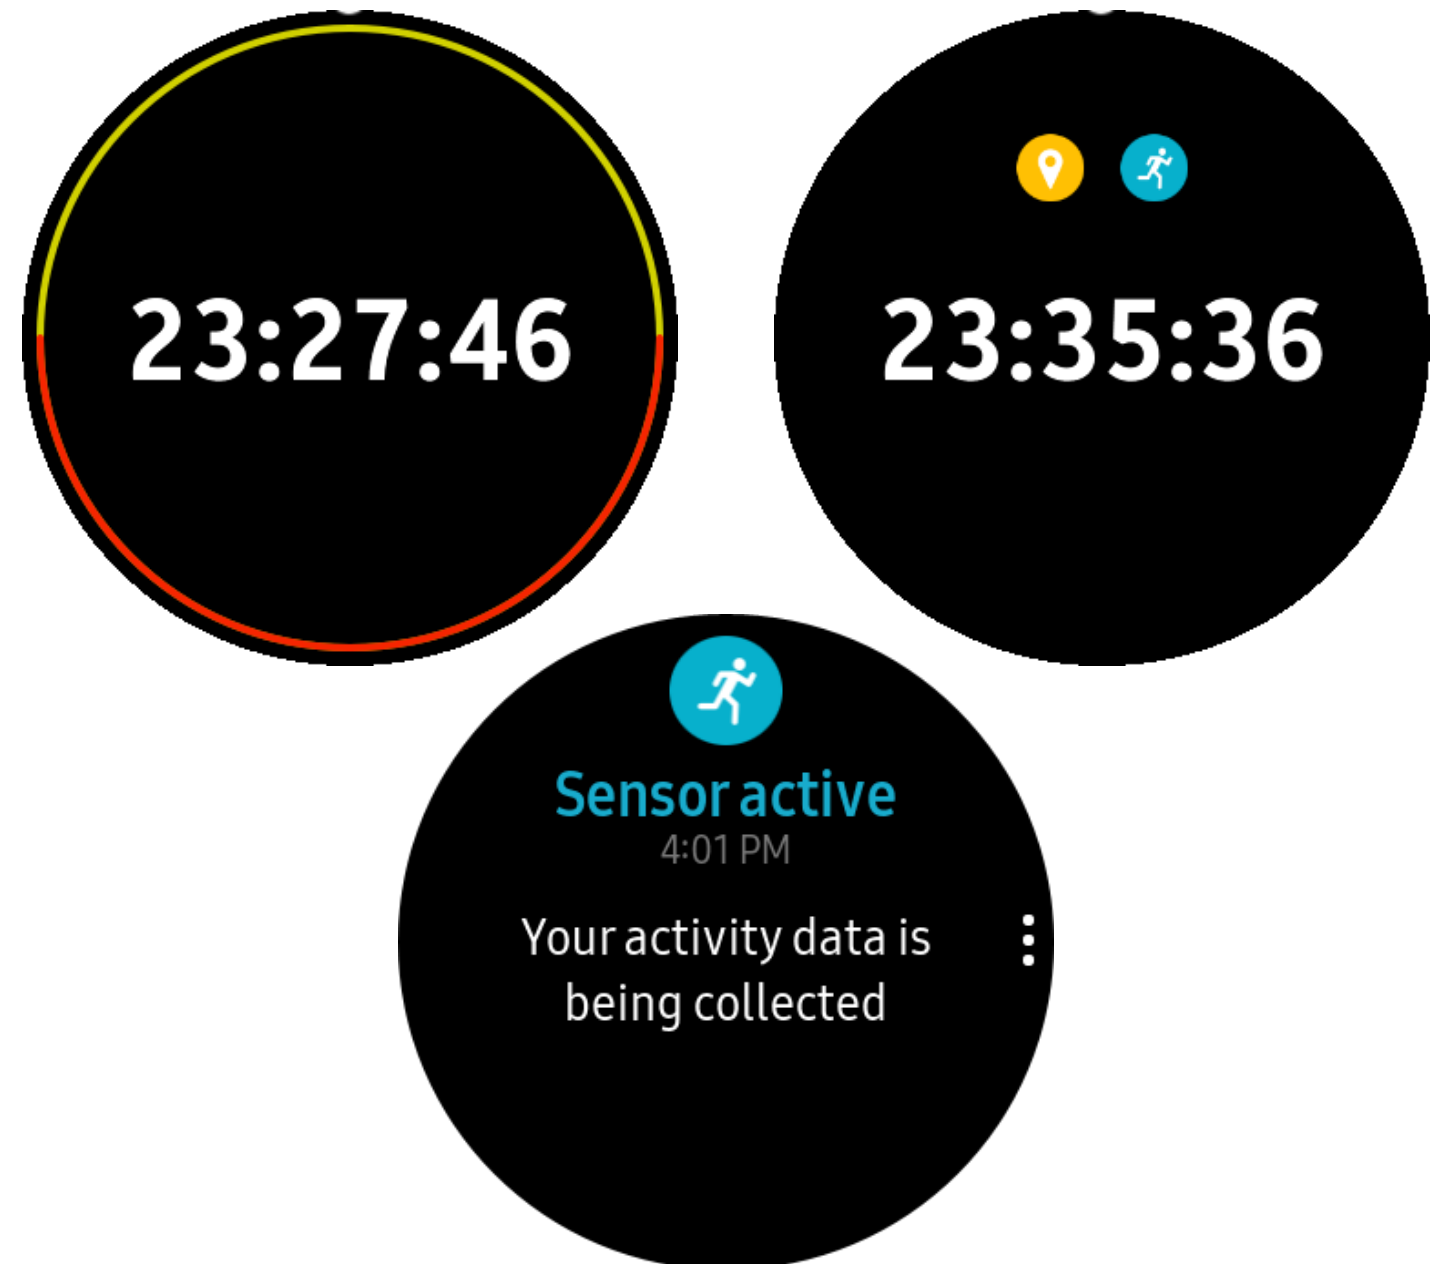 23:27:46
23:35:36
Sensor active
4:01 PM
Your activity data is
being collected